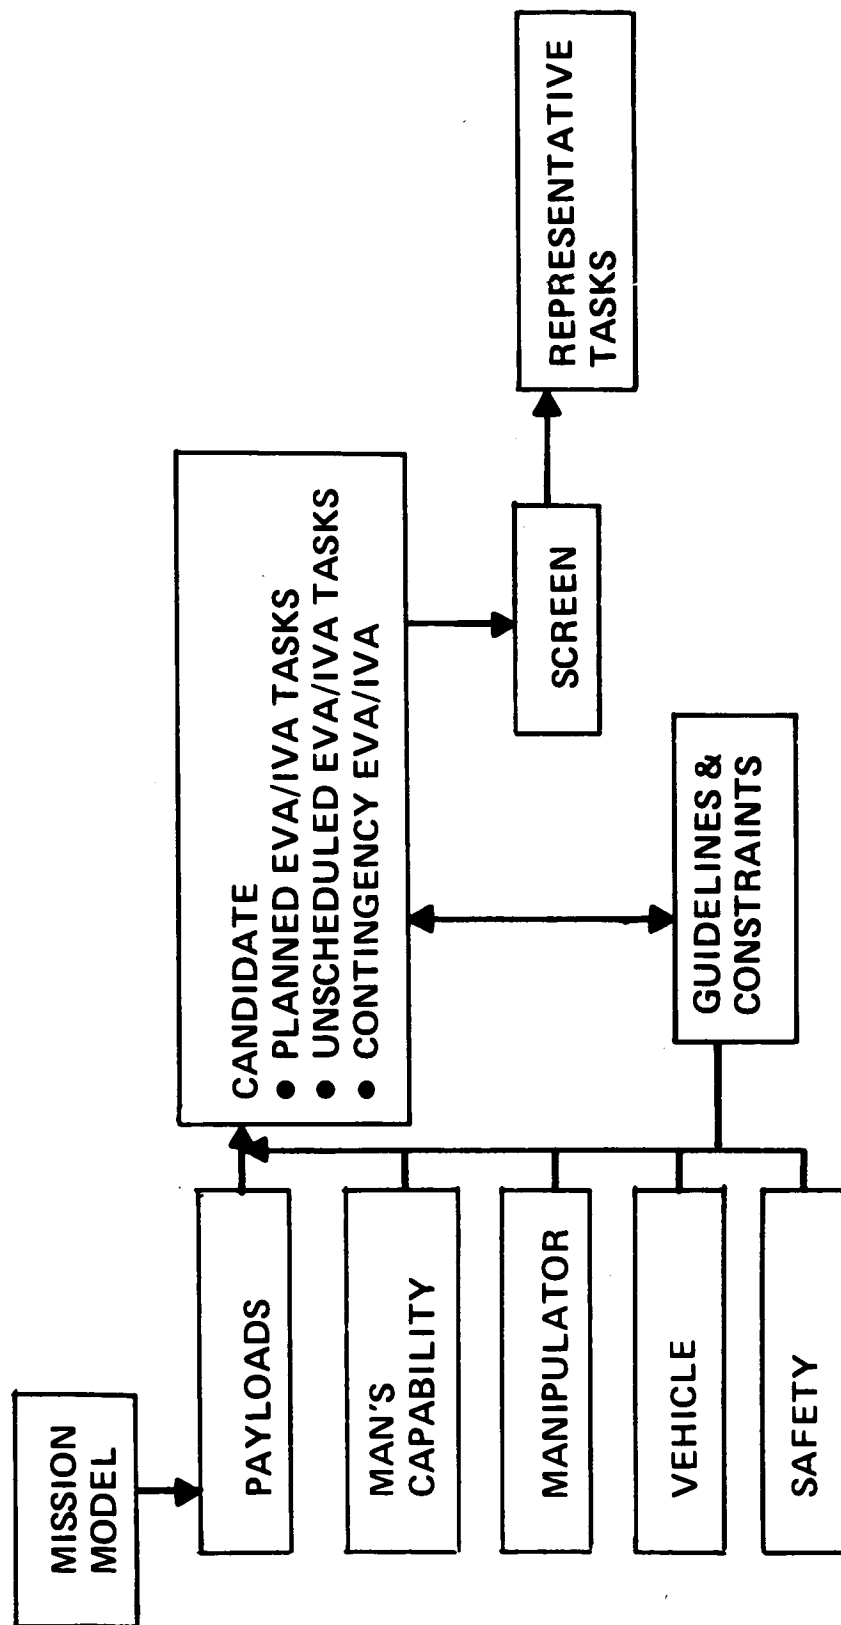 MISSION
MODEL
PAYLOADS
MAN'S
CAPABILITY
MANIPULATOR
VEHICLE
SAFETY
CANDIDATE
● PLANNED EVA/IVA TASKS
● UNSCHEDULED EVA/IVA TASKS
● CONTINGENCY EVA/IVA
GUIDELINES &
CONSTRAINTS
SCREEN
REPRESENTATIVE
TASKS